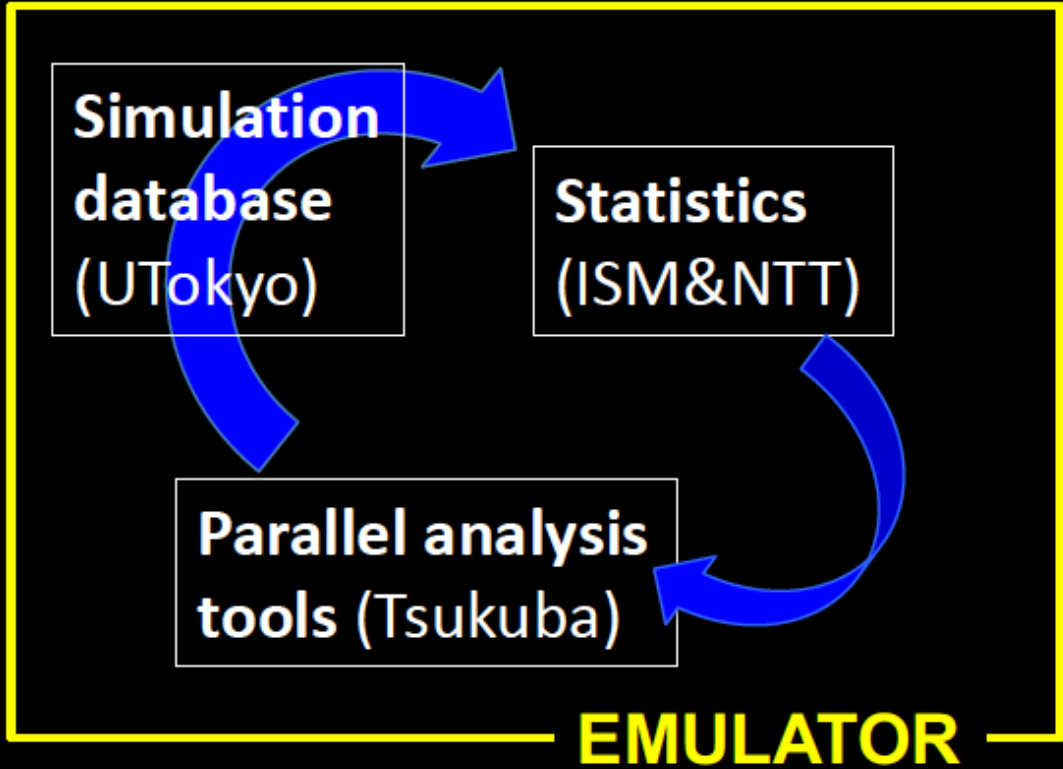 Simulation
database
(UTokyo)
Statistics
(ISM&NTT)
Parallel analysis
tools (Tsukuba)
EMULATOR